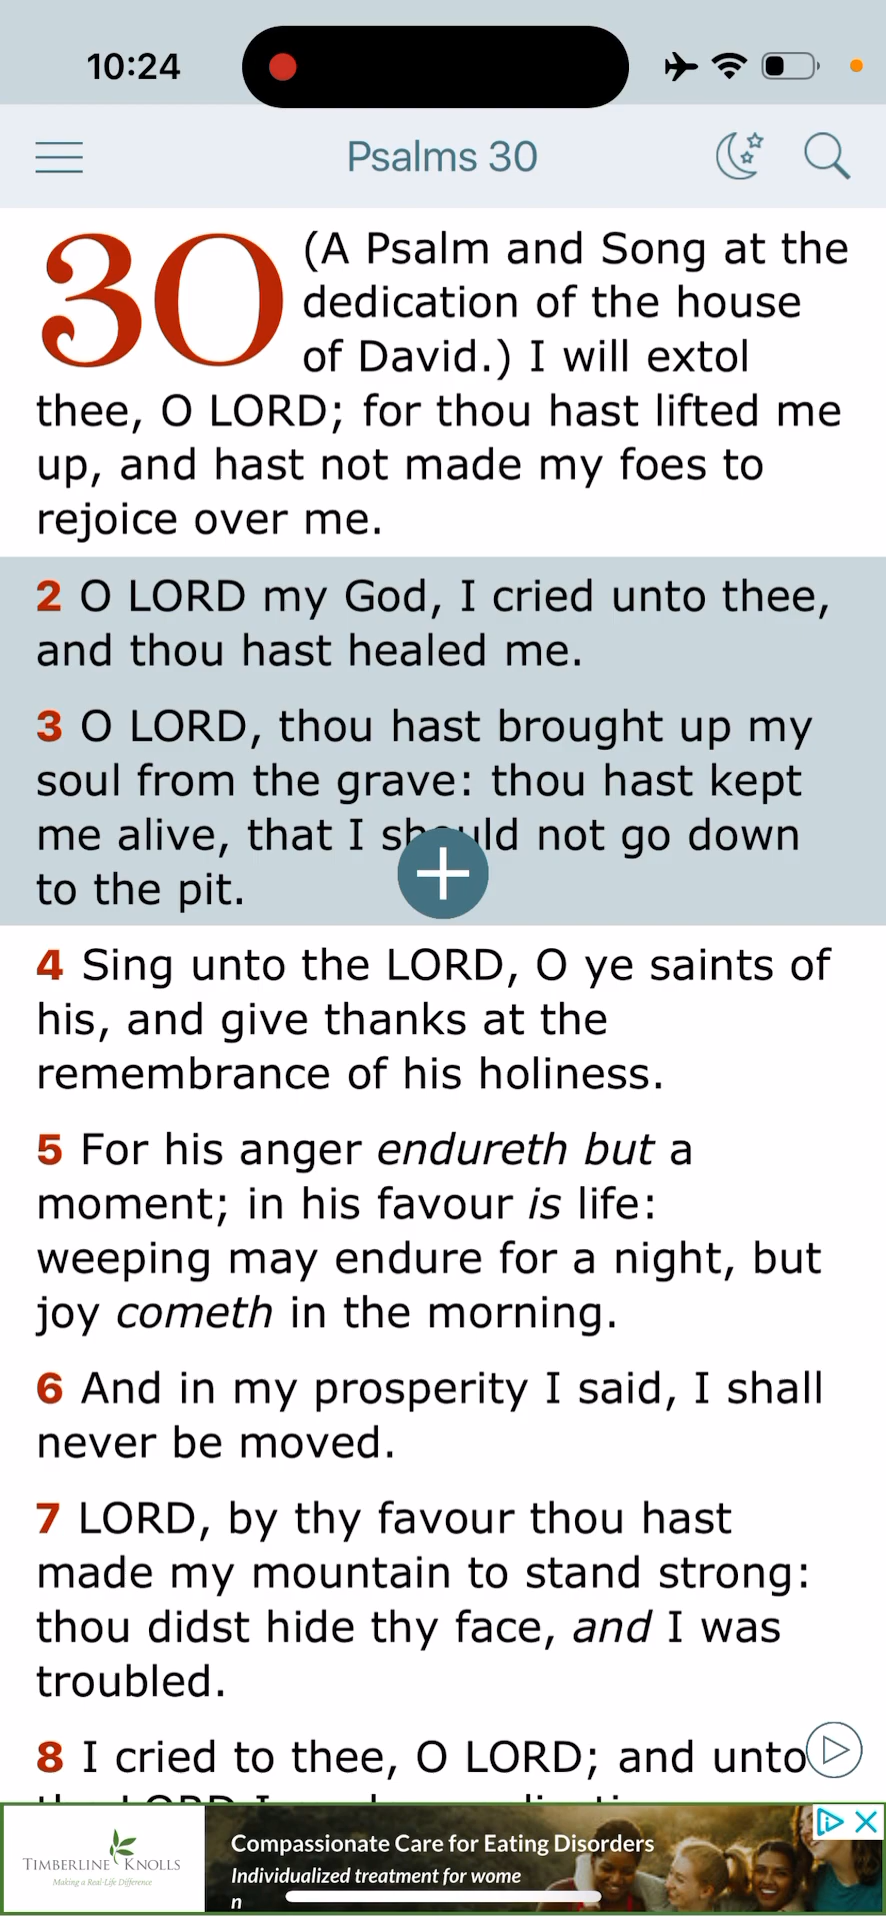 10:24
Psalms 30
30 (A Psalm and Song at the
dedication of the house
of David.) I will extol
thee, O LORD; for thou hast lifted me
up, and hast not made my foes to
rejoice over me.
2 O LORD my God, I cried unto thee,
and thou hast healed me.
3 O LORD, thou hast brought up my
soul from the grave: thou hast kept
me alive, that I should not go down
to the pit.
4 Sing unto the LORD, O ye saints of
his, and give thanks at the
remembrance of his holiness.
5 For his anger endureth but a
moment; in his favour is life:
weeping may endure for a night, but
joy cometh in the morning.
6 And in my prosperity I said, I shall
never be moved.
7 LORD, by thy favour thou hast
made my mountain to stand strong:
thou didst hide thy face, and I was
troubled.
8 I cried to thee, O LORD; and unto
TIMBERLINE KNOLLS
Making a Real-Life Difference
Compassionate Care for Eating Disorders
Individualized treatment for wome
n